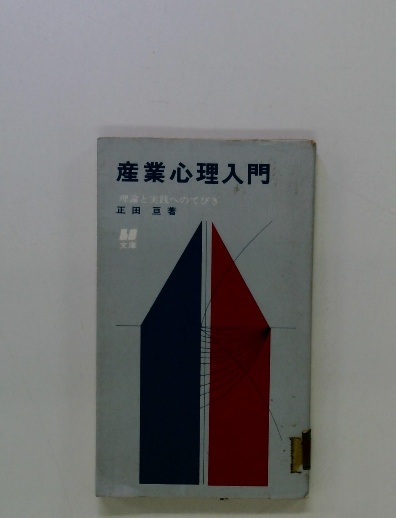 産業心理入門
理論と実践へのてびき
正田 亘 著
文庫